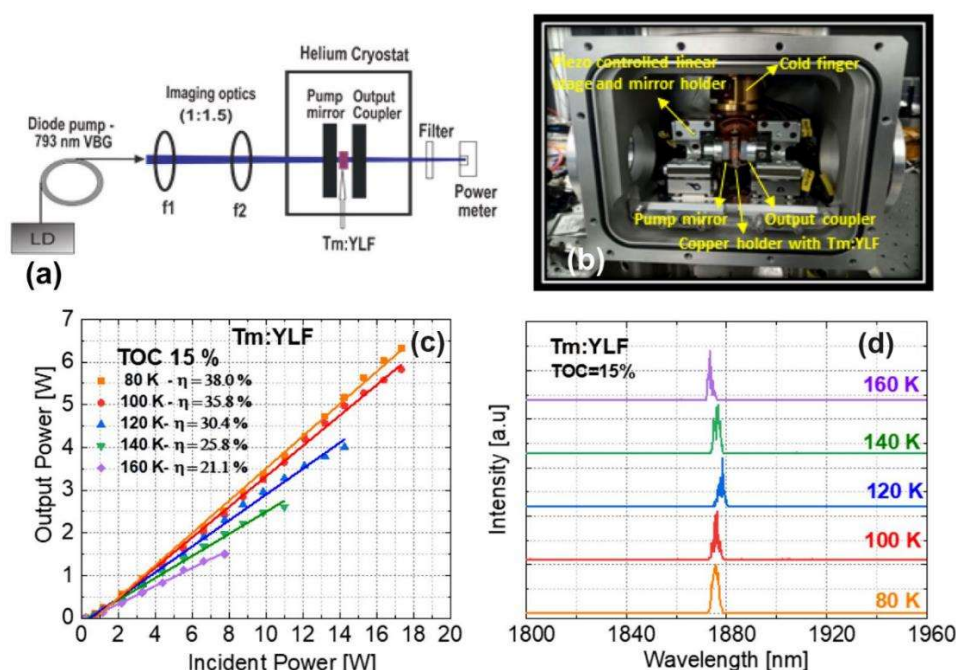 Helium Cryostat
Imaging optics
(1:1.5)
Pump
mirror
Output
Coupler
Diode pump -
793 nm VBG
Filter
f1
f2
Power
meter
LD
Tm:YLF
(a)
Piezo controlled linear
stage and mirror holder
Cold finger
Pump mirror
Output coupler
Copper holder with Tm:YLF
(b)
Tm:YLF
(c)
TOC 15 %
80 K - η = 38.0 %
100 K - η = 35.8 %
120 K- η = 30.4 %
140 K- η = 25.8 %
160 K- η = 21.1 %
Output Power [W]
7
6
5
4
3
2
1
0
0 2 4 6 8 10 12 14 16 18 20
Incident Power [W]
Tm:YLF
TOC=15%
(d)
160 K
140 K
120 K
100 K
80 K
Intensity [a.u]
1800 1840 1880 1920 1960
Wavelength [nm]